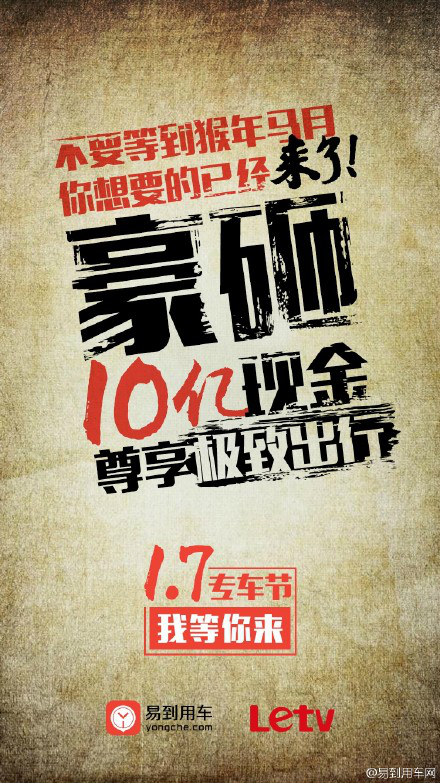 不要等到猴年马月
你想要的已经来了!
豪砸
10亿现金
尊享极致出行
1.7专车节
我等你来
易到用车
yongche.com
Letv
@易到用车网